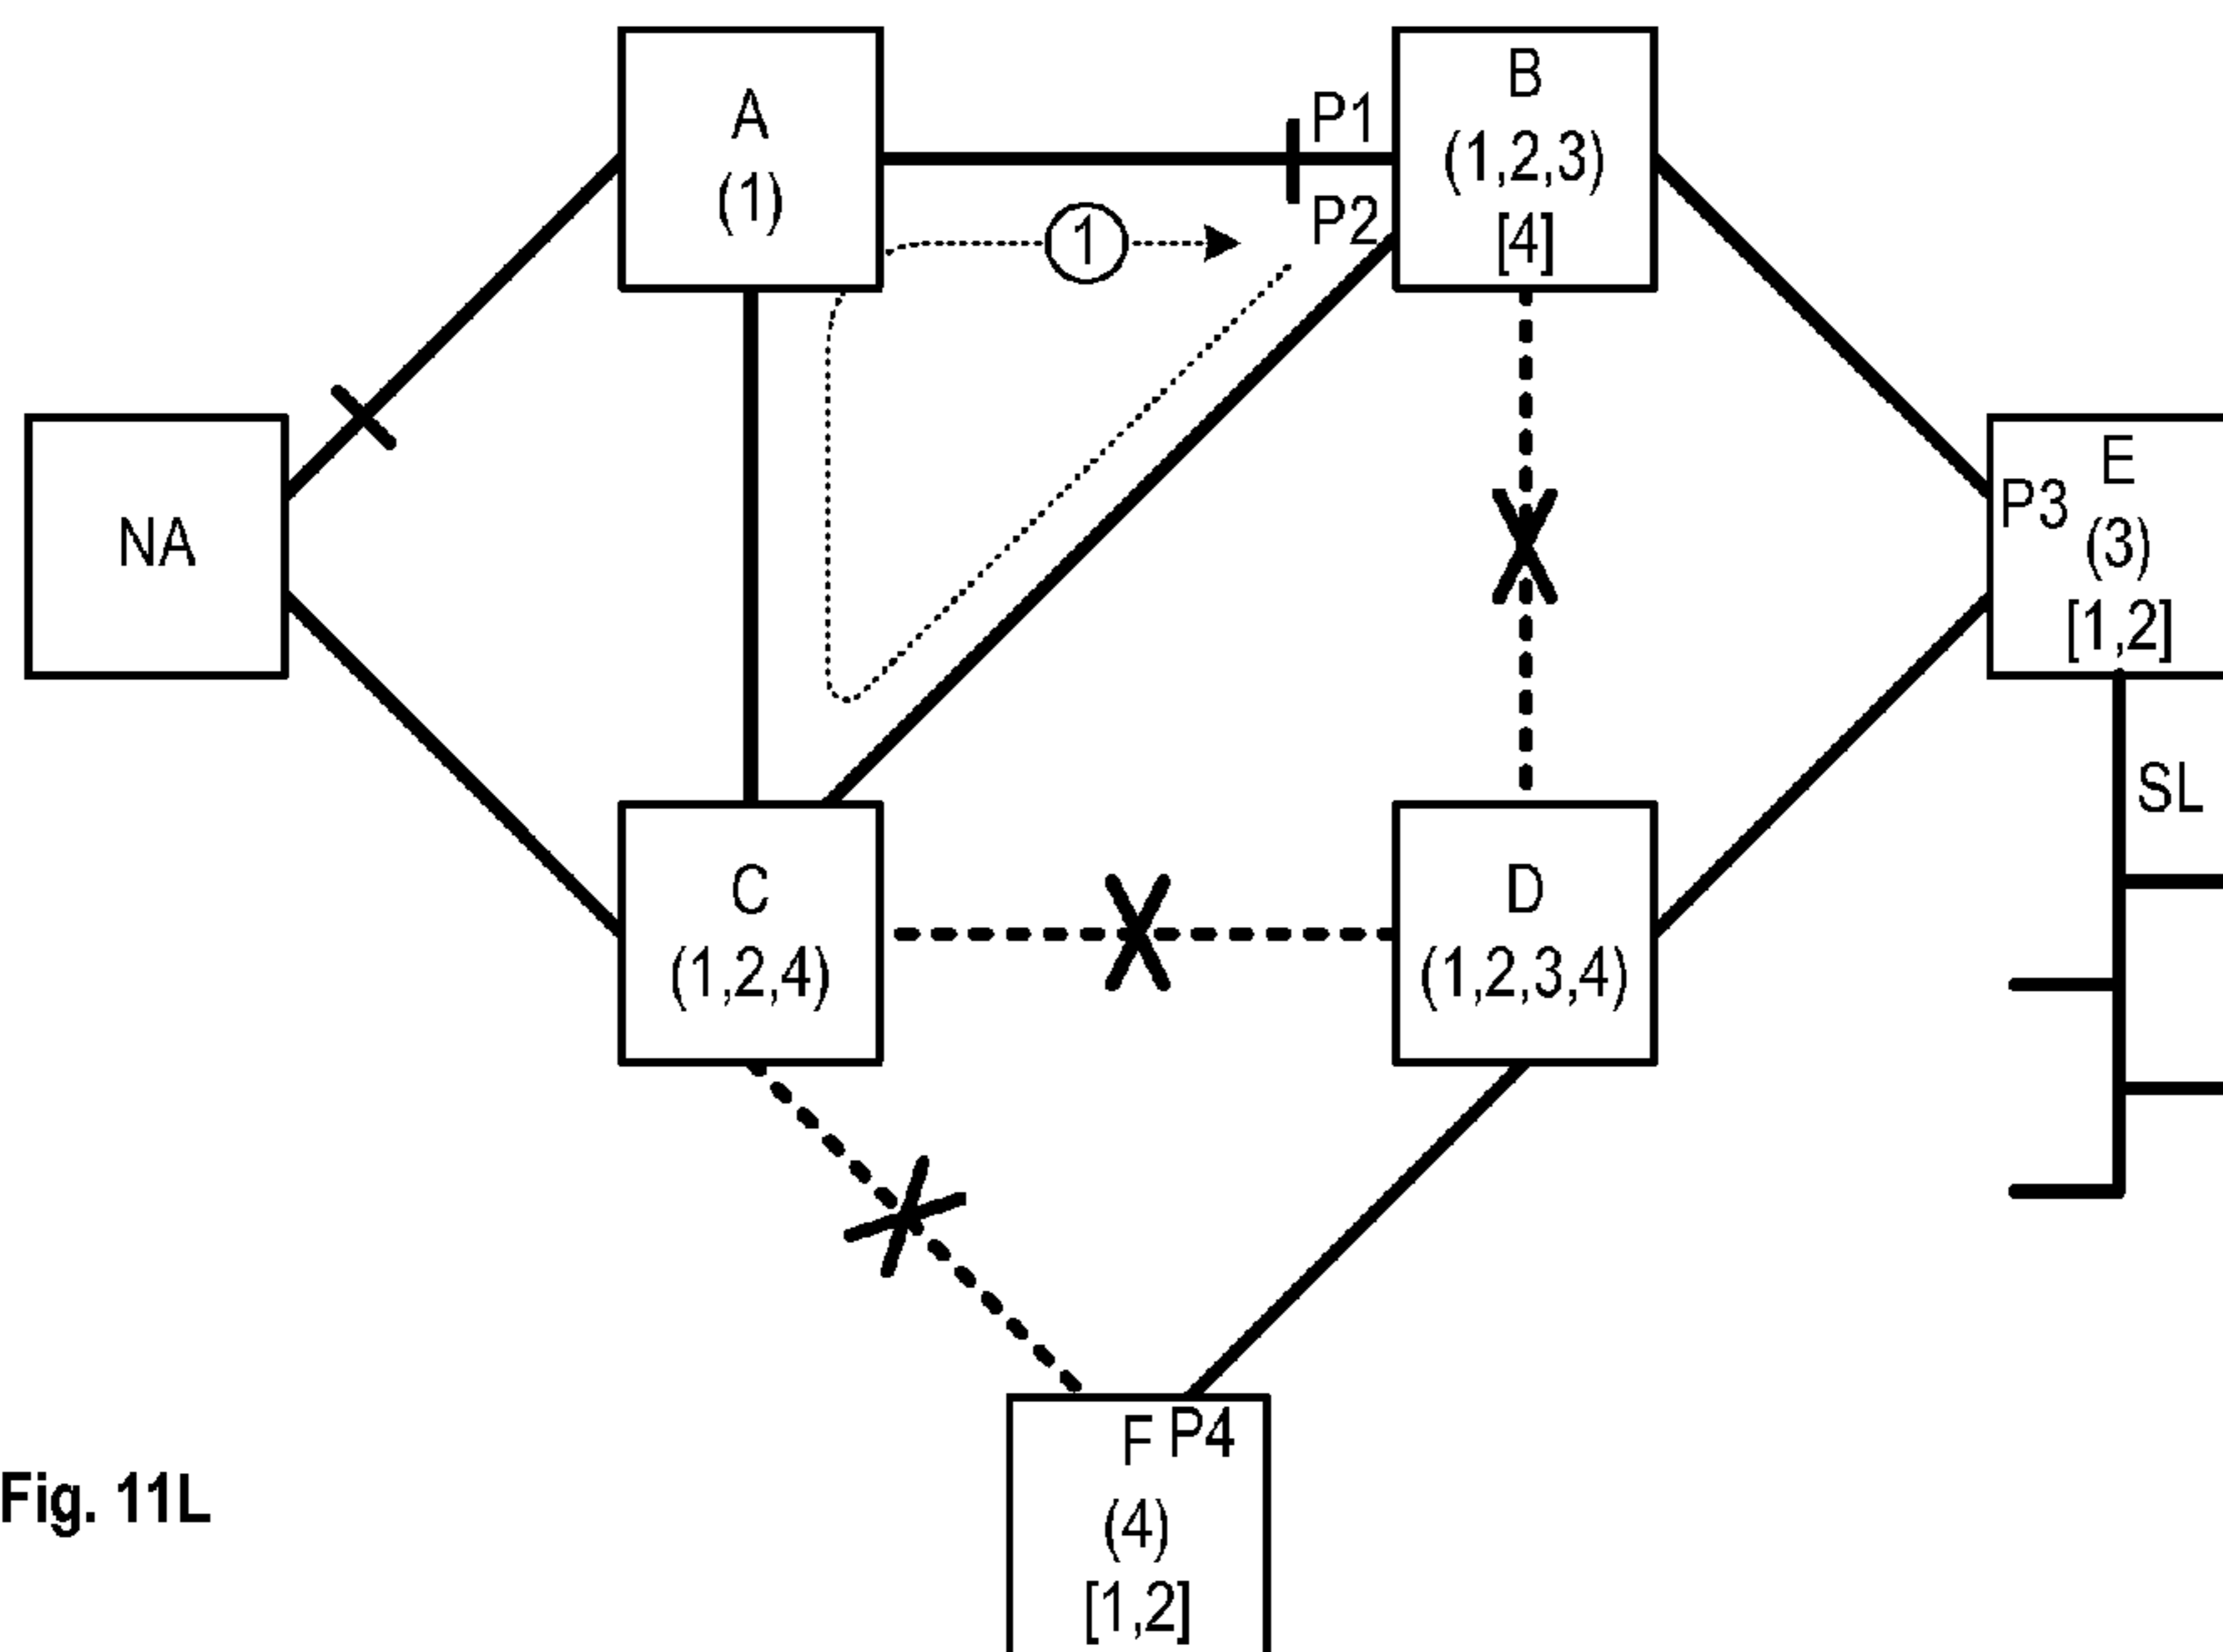 A
(1)
P1
P2
1
B
(1,2,3)
[4]
NA
P3
E
(3)
[1,2]
SL
C
(1,2,4)
D
(1,2,3,4)
F P4
(4)
[1,2]
Fig. 11L